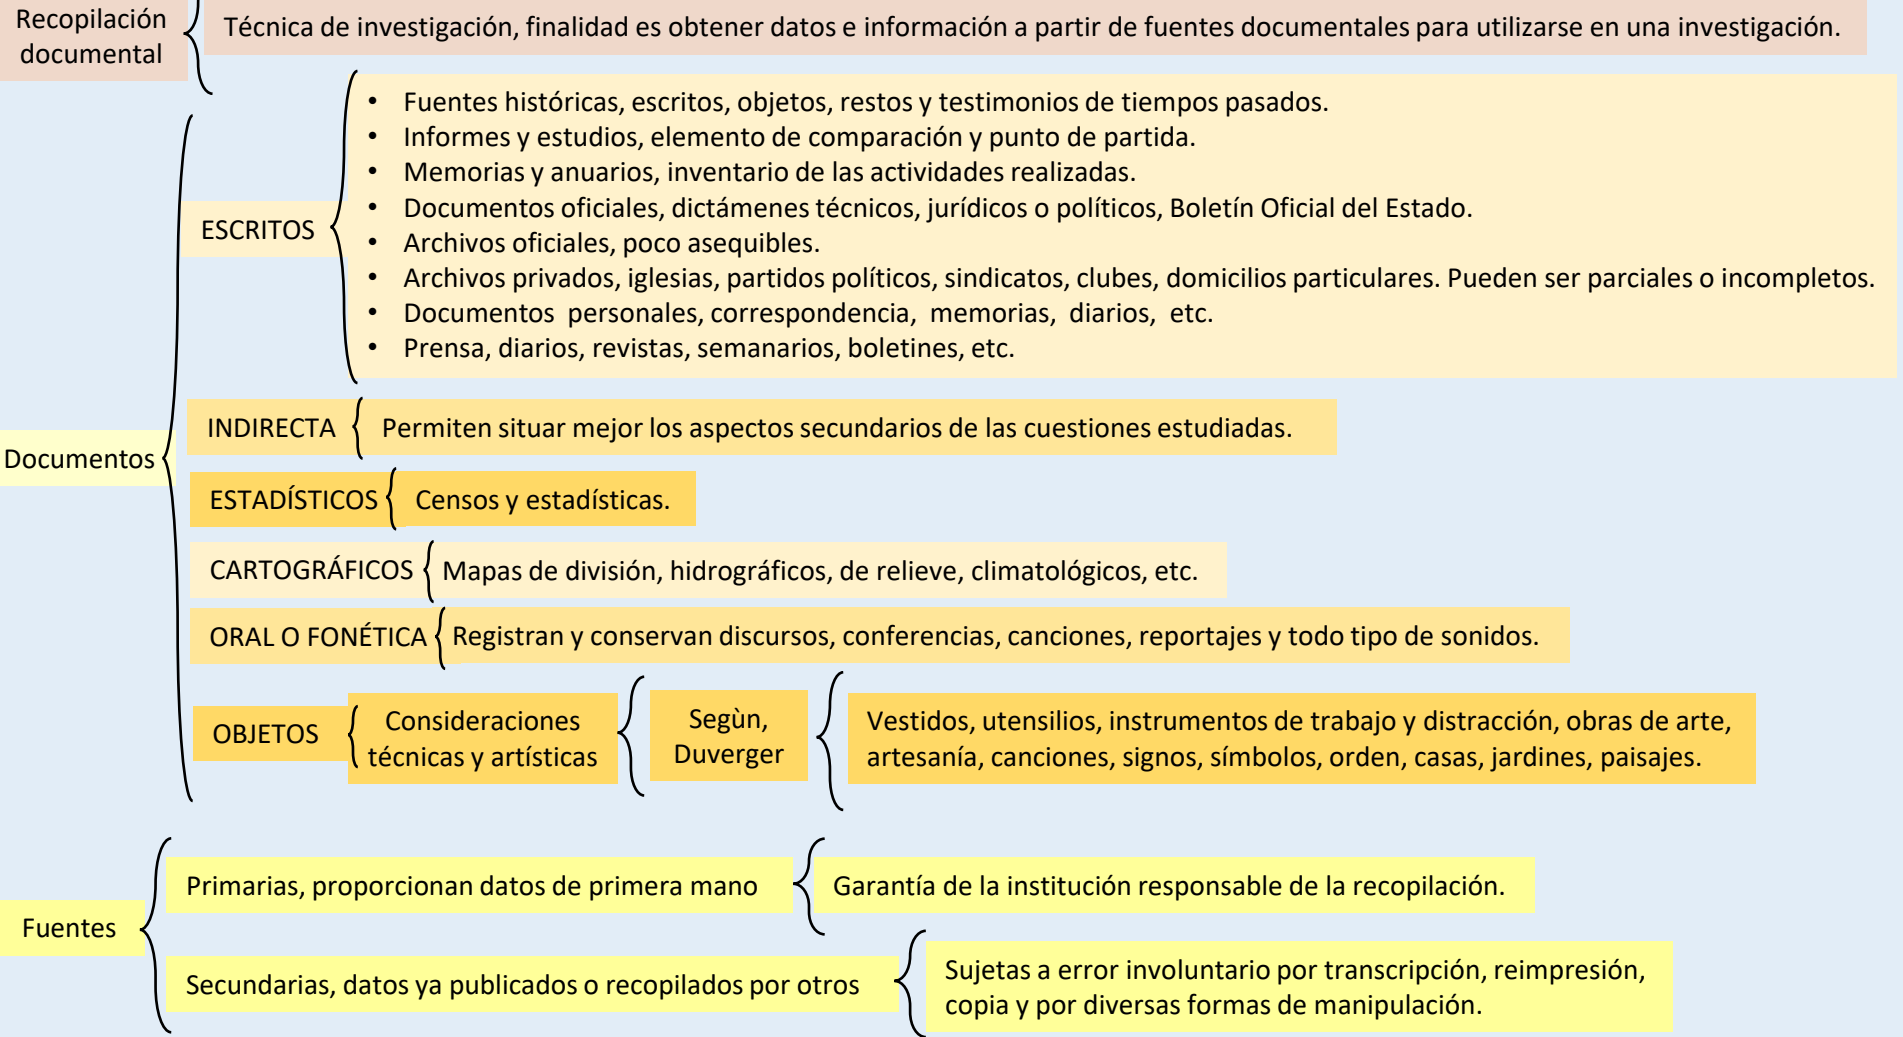 Recopilación
documental
Técnica de investigación, finalidad es obtener datos e información a partir de fuentes documentales para utilizarse en una investigación.
Documentos
ESCRITOS
• Fuentes históricas, escritos, objetos, restos y testimonios de tiempos pasados.
• Informes y estudios, elemento de comparación y punto de partida.
• Memorias y anuarios, inventario de las actividades realizadas.
• Documentos oficiales, dictámenes técnicos, jurídicos o políticos, Boletín Oficial del Estado.
• Archivos oficiales, poco asequibles.
• Archivos privados, iglesias, partidos políticos, sindicatos, clubes, domicilios particulares. Pueden ser parciales o incompletos.
• Documentos personales, correspondencia, memorias, diarios, etc.
• Prensa, diarios, revistas, semanarios, boletines, etc.
INDIRECTA
Permiten situar mejor los aspectos secundarios de las cuestiones estudiadas.
ESTADÍSTICOS
Censos y estadísticas.
CARTOGRÁFICOS
Mapas de división, hidrográficos, de relieve, climatológicos, etc.
ORAL O FONÉTICA
Registran y conservan discursos, conferencias, canciones, reportajes y todo tipo de sonidos.
OBJETOS
Consideraciones
técnicas y artísticas
Segùn,
Duverger
Vestidos, utensilios, instrumentos de trabajo y distracción, obras de arte,
artesanía, canciones, signos, símbolos, orden, casas, jardines, paisajes.
Fuentes
Primarias, proporcionan datos de primera mano
Garantía de la institución responsable de la recopilación.
Secundarias, datos ya publicados o recopilados por otros
Sujetas a error involuntario por transcripción, reimpresión,
copia y por diversas formas de manipulación.